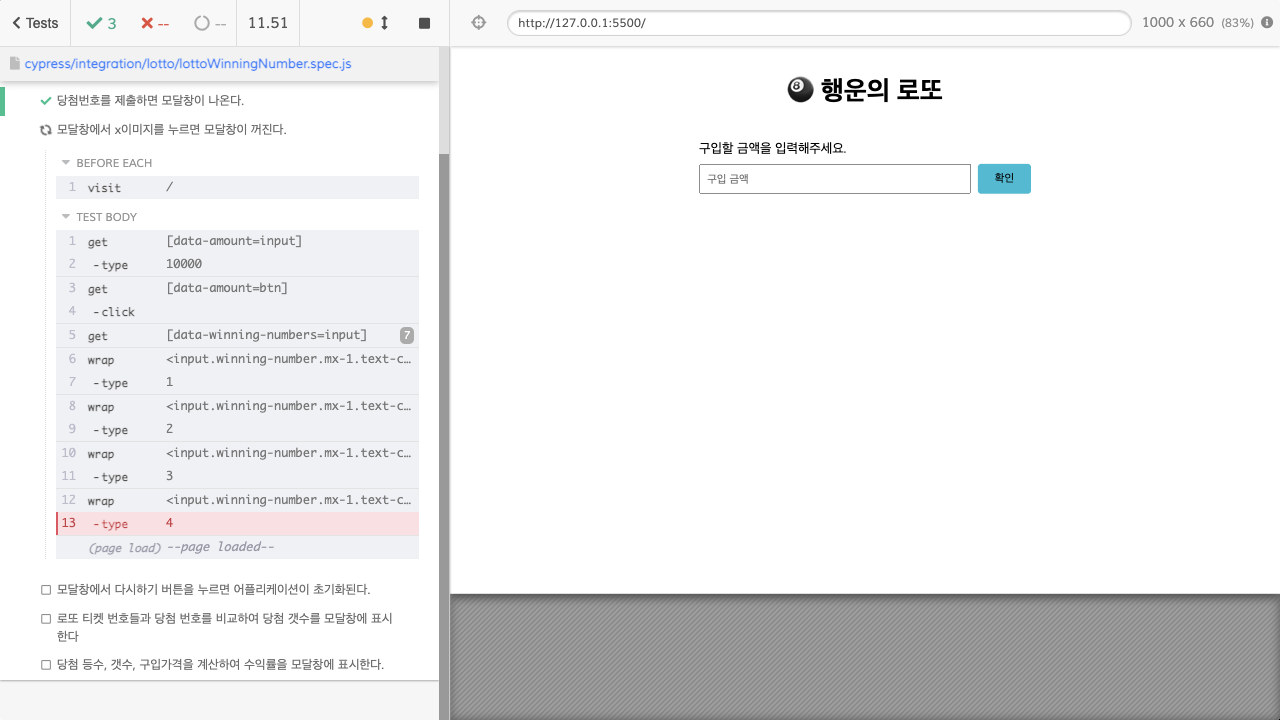 Tests 3 -- -- 11.51
http://127.0.0.1:5500/ 1000 x 660 (83%)
cypress/integration/lotto/lottoWinningNumber.spec.js
당첨번호를 제출하면 모달창이 나온다.
모달창에서 x이미지를 누르면 모달창이 꺼진다.
BEFORE EACH
1 visit /
TEST BODY
1 get [data-amount=input]
2 -type 10000
3 get [data-amount=btn]
4 -click
5 get [data-winning-numbers=input] 7
6 wrap <input.winning-number.mx-1.text-c…
7 -type 1
8 wrap <input.winning-number.mx-1.text-c…
9 -type 2
10 wrap <input.winning-number.mx-1.text-c…
11 -type 3
12 wrap <input.winning-number.mx-1.text-c…
13 -type 4
(page load) --page loaded--
모달창에서 다시하기 버튼을 누르면 어플리케이션이 초기화된다.
로또 티켓 번호들과 당첨 번호를 비교하여 당첨 갯수를 모달창에 표시
한다
당첨 등수, 갯수, 구입가격을 계산하여 수익률을 모달창에 표시한다.
🎱 행운의 로또
구입할 금액을 입력해주세요.
구입 금액 확인